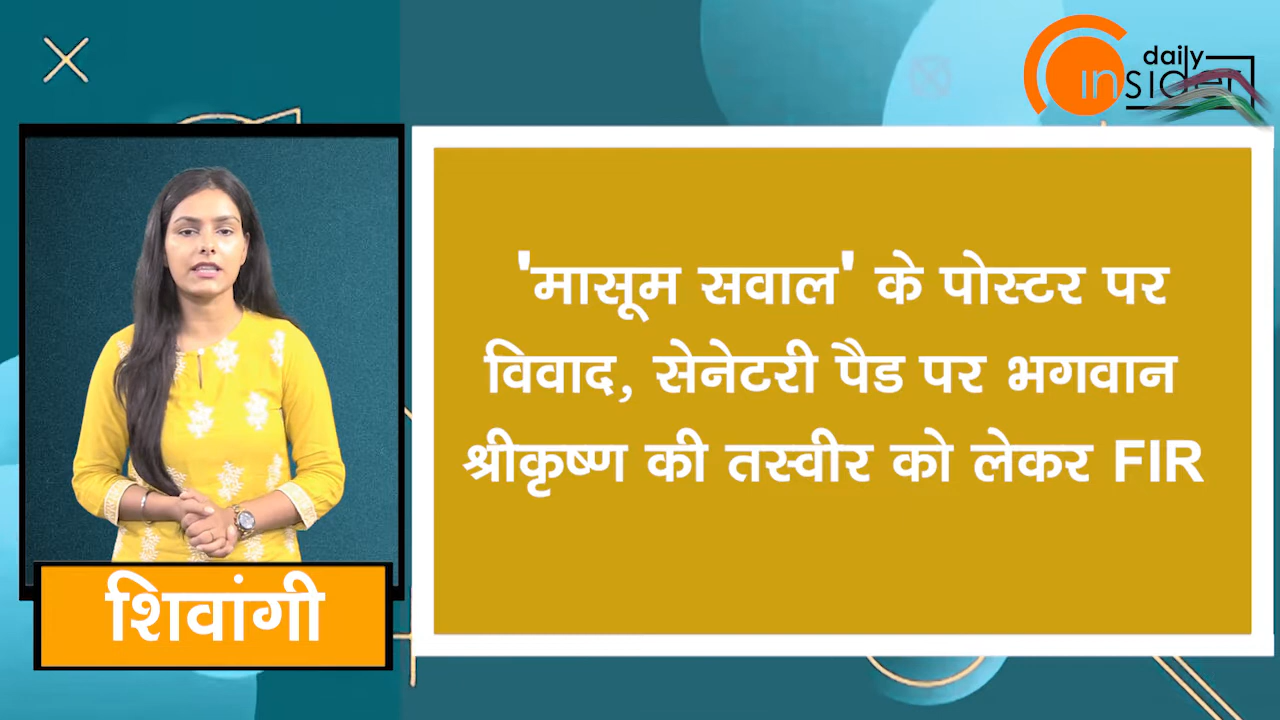 daily
insider
'मासूम सवाल' के पोस्टर पर
विवाद, सेनेटरी पैड पर भगवान
श्रीकृष्ण की तस्वीर को लेकर FIR
शिवांगी